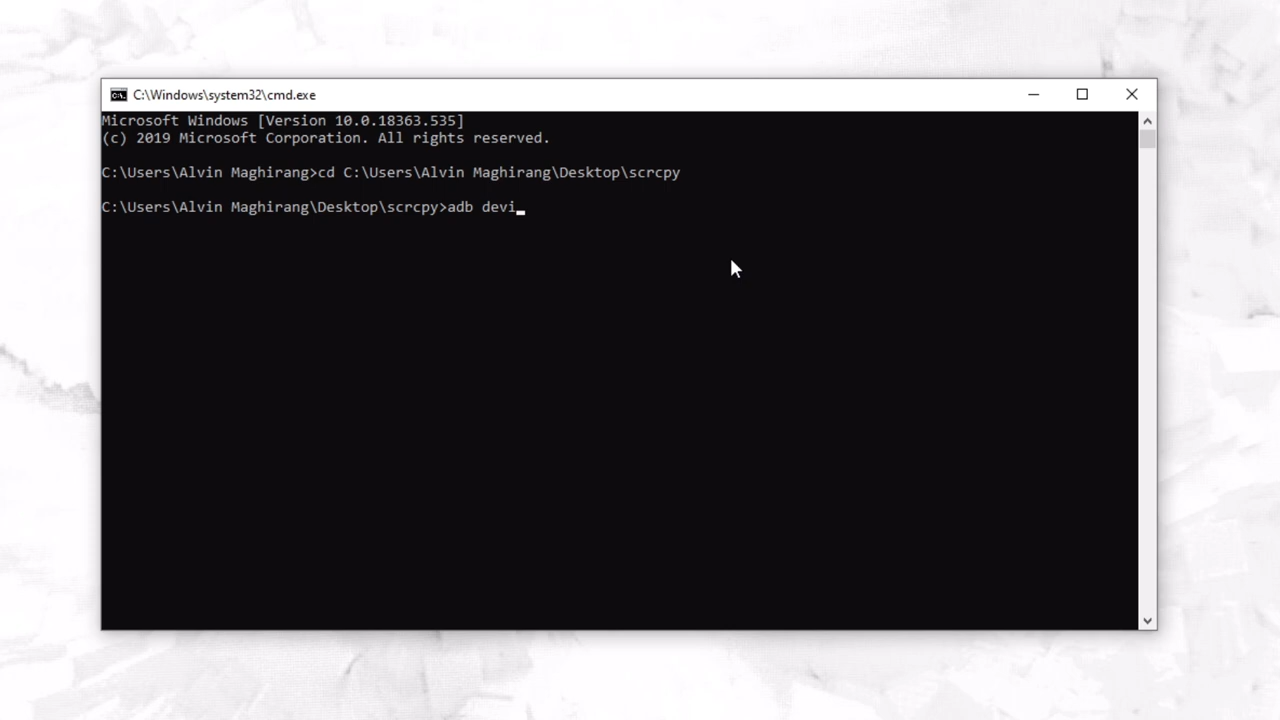 C:\Windows\system32\cmd.exe
Microsoft Windows [Version 10.0.18363.535]
(c) 2019 Microsoft Corporation. All rights reserved.
C:\Users\Alvin Maghirang>cd C:\Users\Alvin Maghirang\Desktop\scrcpy
C:\Users\Alvin Maghirang\Desktop\scrcpy>adb devi